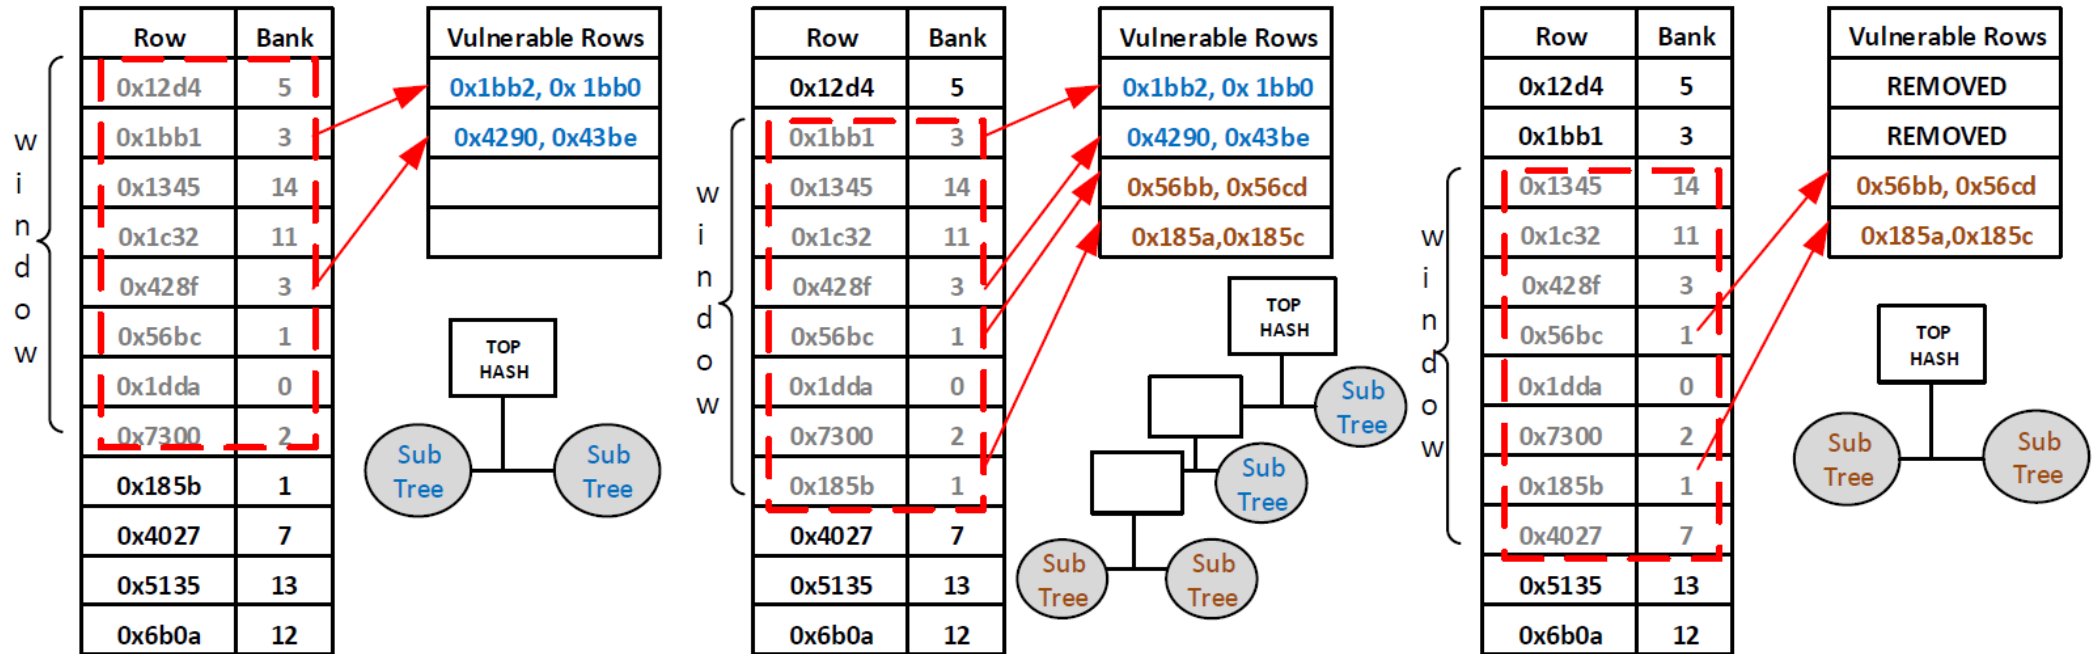 Row Bank
0x12d4 5
0x1bb1 3
0x1345 14
0x1c32 11
0x428f 3
0x56bc 1
0x1dda 0
0x7300 2
0x185b 1
0x4027 7
0x5135 13
0x6b0a 12
window
Vulnerable Rows
0x1bb2, 0x 1bb0
0x4290, 0x43be
TOP
HASH
Sub
Tree
Sub
Tree
Row Bank
0x12d4 5
0x1bb1 3
0x1345 14
0x1c32 11
0x428f 3
0x56bc 1
0x1dda 0
0x7300 2
0x185b 1
0x4027 7
0x5135 13
0x6b0a 12
window
Vulnerable Rows
0x1bb2, 0x 1bb0
0x4290, 0x43be
0x56bb, 0x56cd
0x185a,0x185c
TOP
HASH
Sub
Tree
Sub
Tree
Sub
Tree
Sub
Tree
Row Bank
0x12d4 5
0x1bb1 3
0x1345 14
0x1c32 11
0x428f 3
0x56bc 1
0x1dda 0
0x7300 2
0x185b 1
0x4027 7
0x5135 13
0x6b0a 12
window
Vulnerable Rows
REMOVED
REMOVED
0x56bb, 0x56cd
0x185a,0x185c
TOP
HASH
Sub
Tree
Sub
Tree